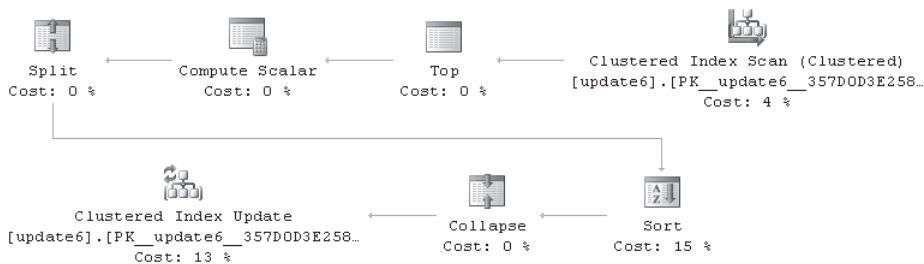 Split
Cost: 0 %
Compute Scalar
Cost: 0 %
Top
Cost: 0 %
Clustered Index Scan (Clustered)
[update6].[PK__update6__357D0D3E258…
Cost: 4 %
Clustered Index Update
[update6].[PK__update6__357D0D3E258…
Cost: 13 %
Collapse
Cost: 0 %
Sort
Cost: 15 %